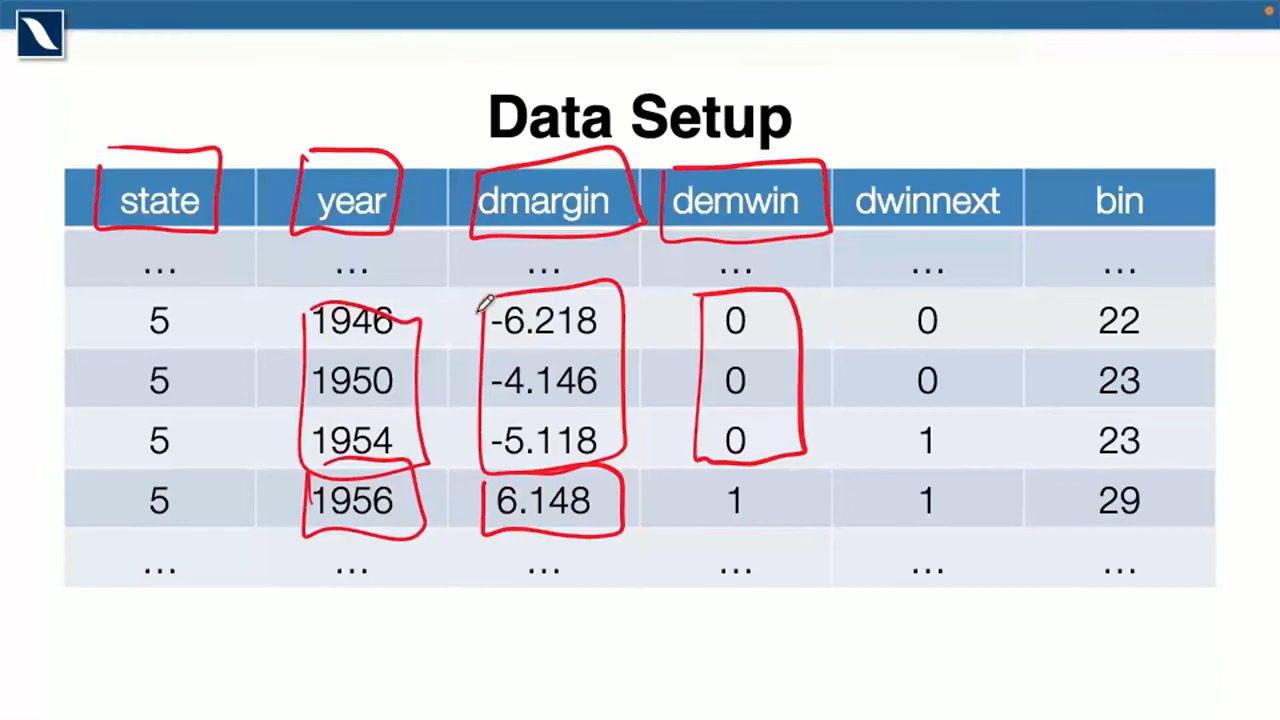 Data Setup
state year dmargin demwin dwinnext bin
... ... ... ... ... ...
5 1946 -6.218 0 0 22
5 1950 -4.146 0 0 23
5 1954 -5.118 0 1 23
5 1956 6.148 1 1 29
... ... ... ... ... ...